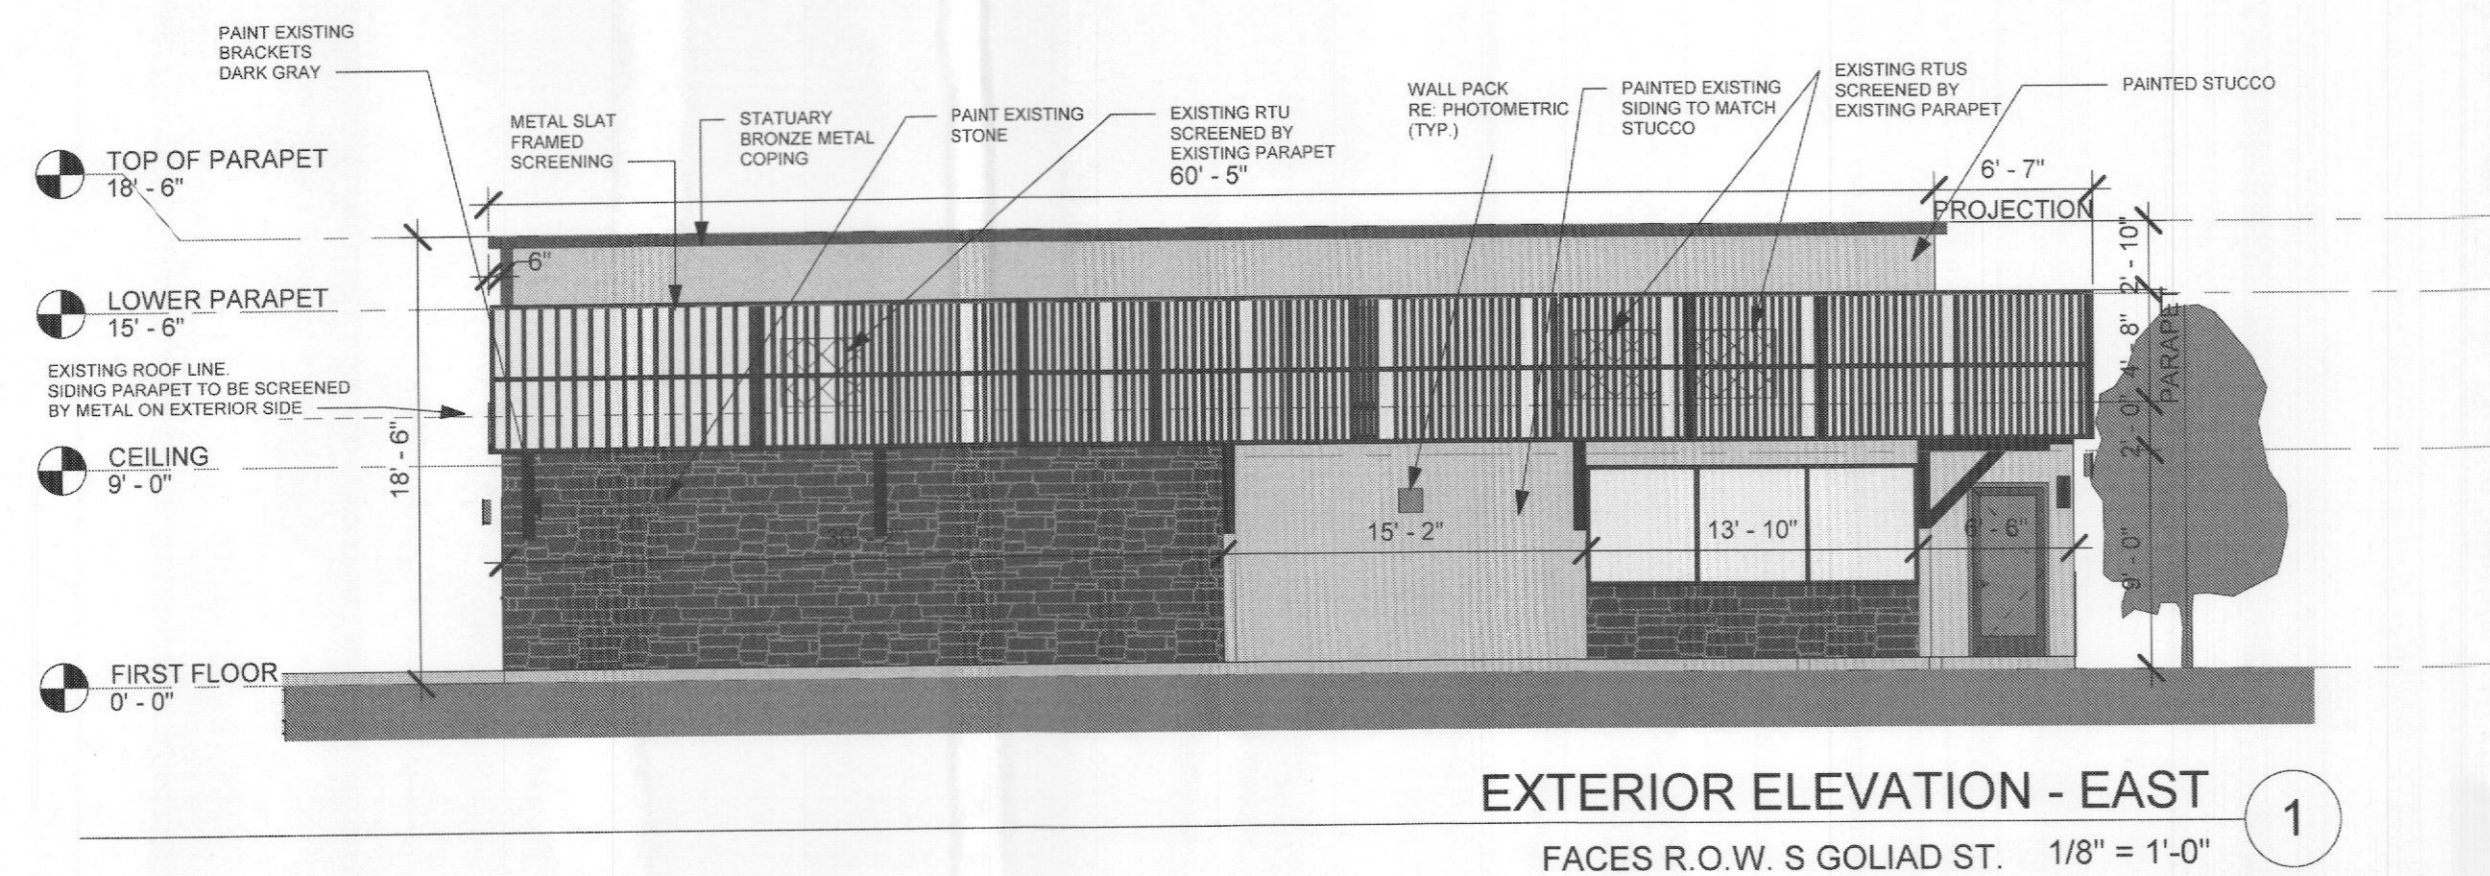 PAINT EXISTING
BRACKETS
DARK GRAY
METAL SLAT
FRAMED
SCREENING
STATUARY
BRONZE METAL
COPING
PAINT EXISTING
STONE
EXISTING RTU
SCREENED BY
EXISTING PARAPET
60' - 5"
WALL PACK
RE: PHOTOMETRIC
(TYP.)
PAINTED EXISTING
SIDING TO MATCH
STUCCO
EXISTING RTUS
SCREENED BY
EXISTING PARAPET
PAINTED STUCCO
6' - 7"
PROJECTION
TOP OF PARAPET
18' - 6"
6"
2' - 10"
LOWER PARAPET
15' - 6"
4' - 8"
PARAPET
EXISTING ROOF LINE.
SIDING PARAPET TO BE SCREENED
BY METAL ON EXTERIOR SIDE
2' - 0"
CEILING
9' - 0"
18' - 6"
15' - 2"
13' - 10"
6' - 6"
9' - 0"
FIRST FLOOR
0' - 0"
EXTERIOR ELEVATION - EAST
1
FACES R.O.W. S GOLIAD ST. 1/8" = 1'-0"